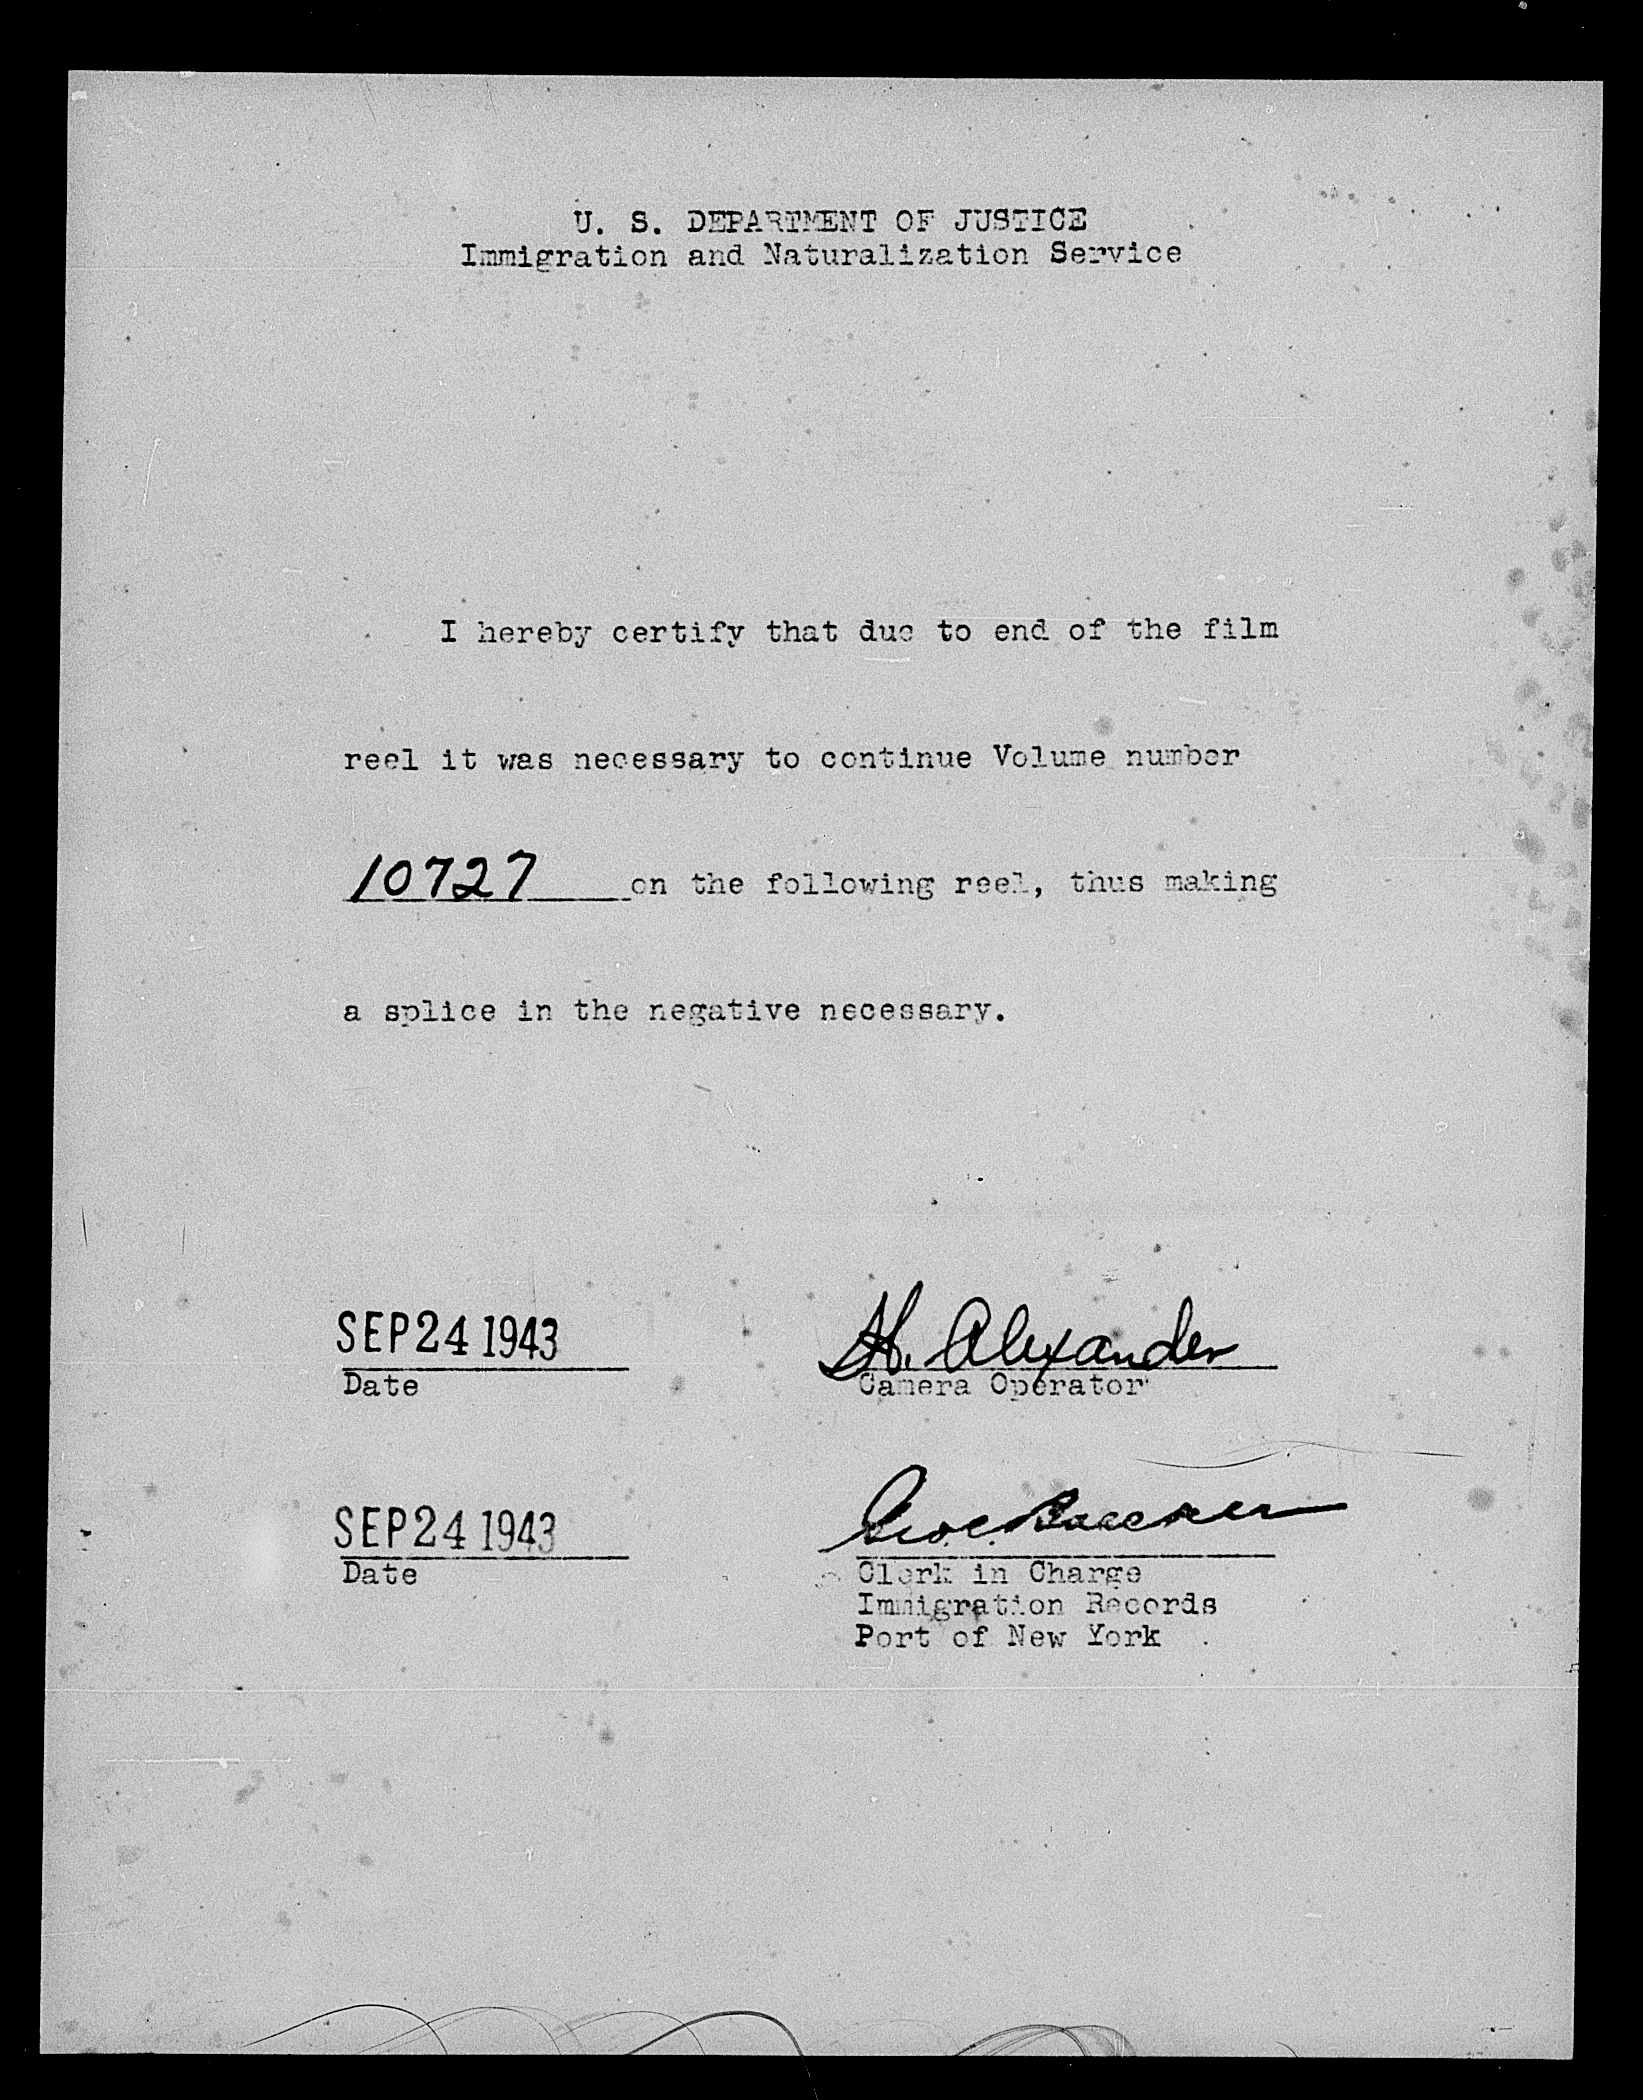 U. S. DEPARTMENT OF JUSTICE
Immigration and Naturalization Service
I hereby certify that due to end of the film
reel it was necessary to continue Volume number
10727 on the following reel, thus making
a splice in the negative necessary.
SEP 24 1943
H. Alexander
Date
Camera Operator
SEP 24 1943
Date
Clerk in Charge
Immigration Records
Port of New York